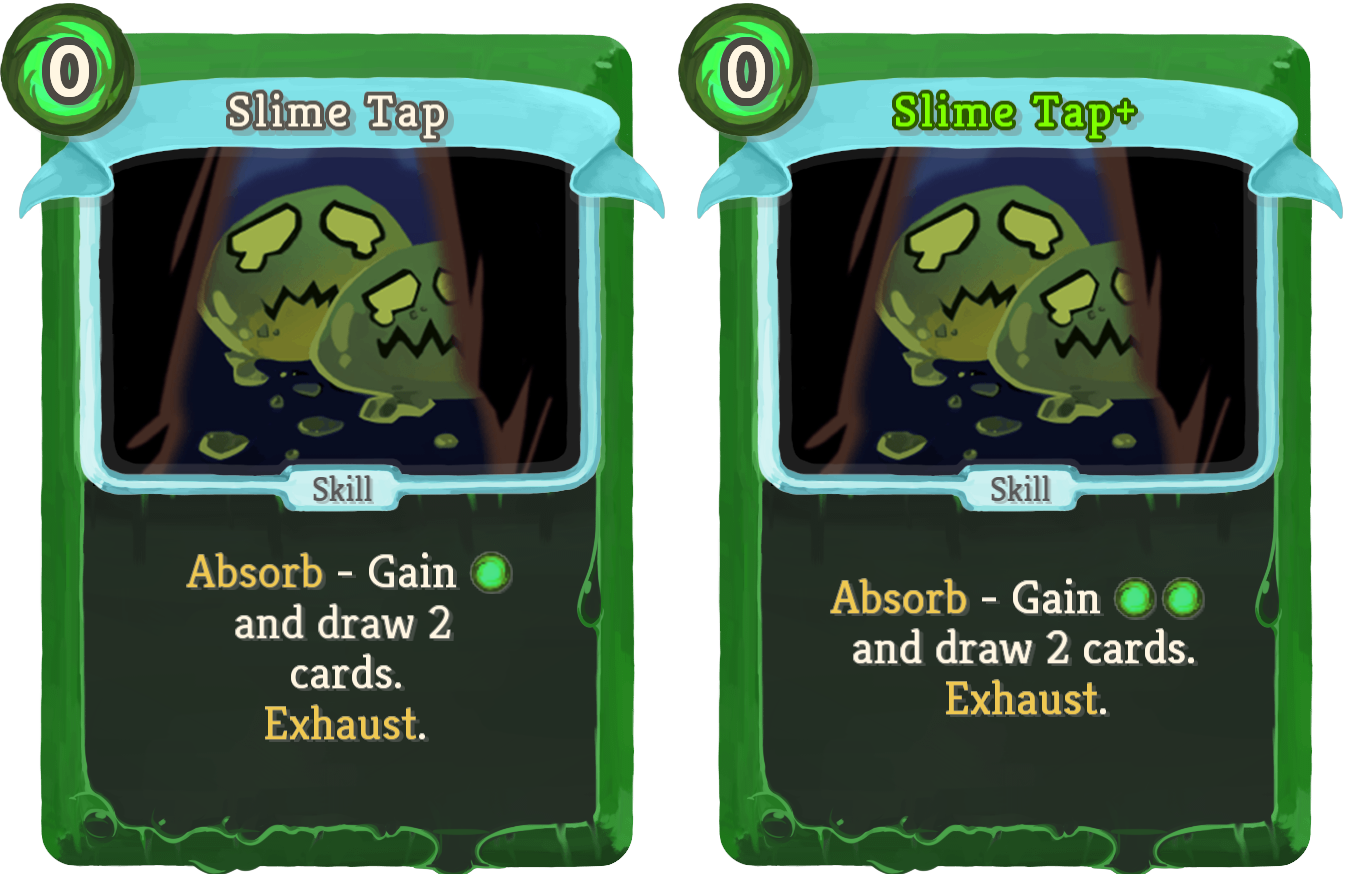 0
Slime Tap
Skill
Absorb - Gain
and draw 2
cards.
Exhaust.
0
Slime Tap+
Skill
Absorb - Gain
and draw 2 cards.
Exhaust.